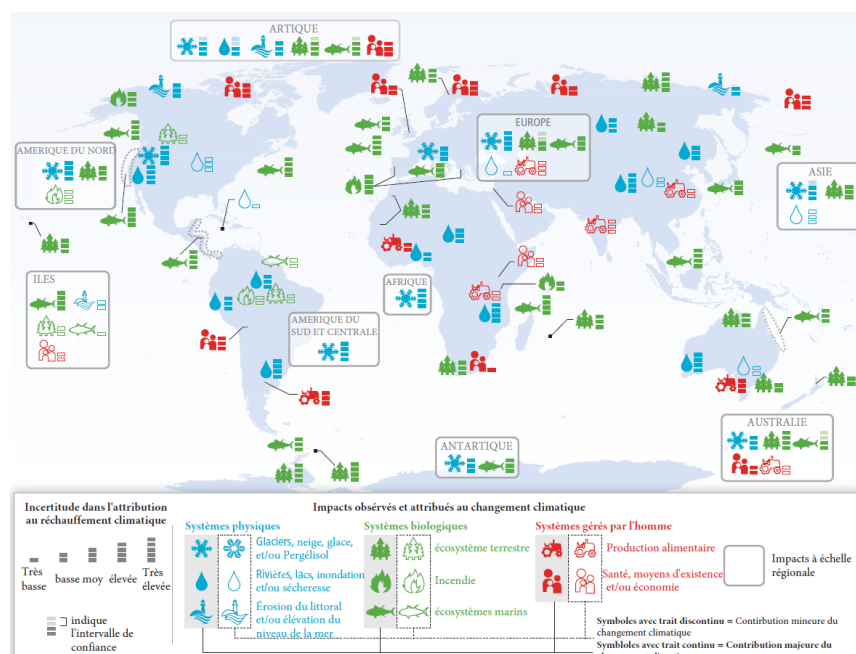 ARTIQUE
AMERIQUE DU NORD
EUROPE
ASIE
ILES
AFRIQUE
AMERIQUE DU
SUD ET CENTRALE
ANTARTIQUE
AUSTRALIE
Incertitude dans l'attribution
au réchauffement climatique
Très
basse
basse
moy
élevée
Très
élevée
indique
l'intervalle de
confiance
Impacts observés et attribués au changement climatique
Systèmes physiques
Glaciers, neige, glace,
et/ou Pergélisol
Rivières, lacs, inondation
et/ou sécheresse
Érosion du littoral
et/ou élévation du
niveau de la mer
Systèmes biologiques
écosystème terrestre
Incendie
écosystèmes marins
Systèmes gérés par l'homme
Production alimentaire
Santé, moyens d'existence
et/ou économie
Impacts à échelle
régionale
Symboles avec trait discontinu = Contirbution mineure du
changement climatique
Symbloles avec trait continu = Contribution majeure du